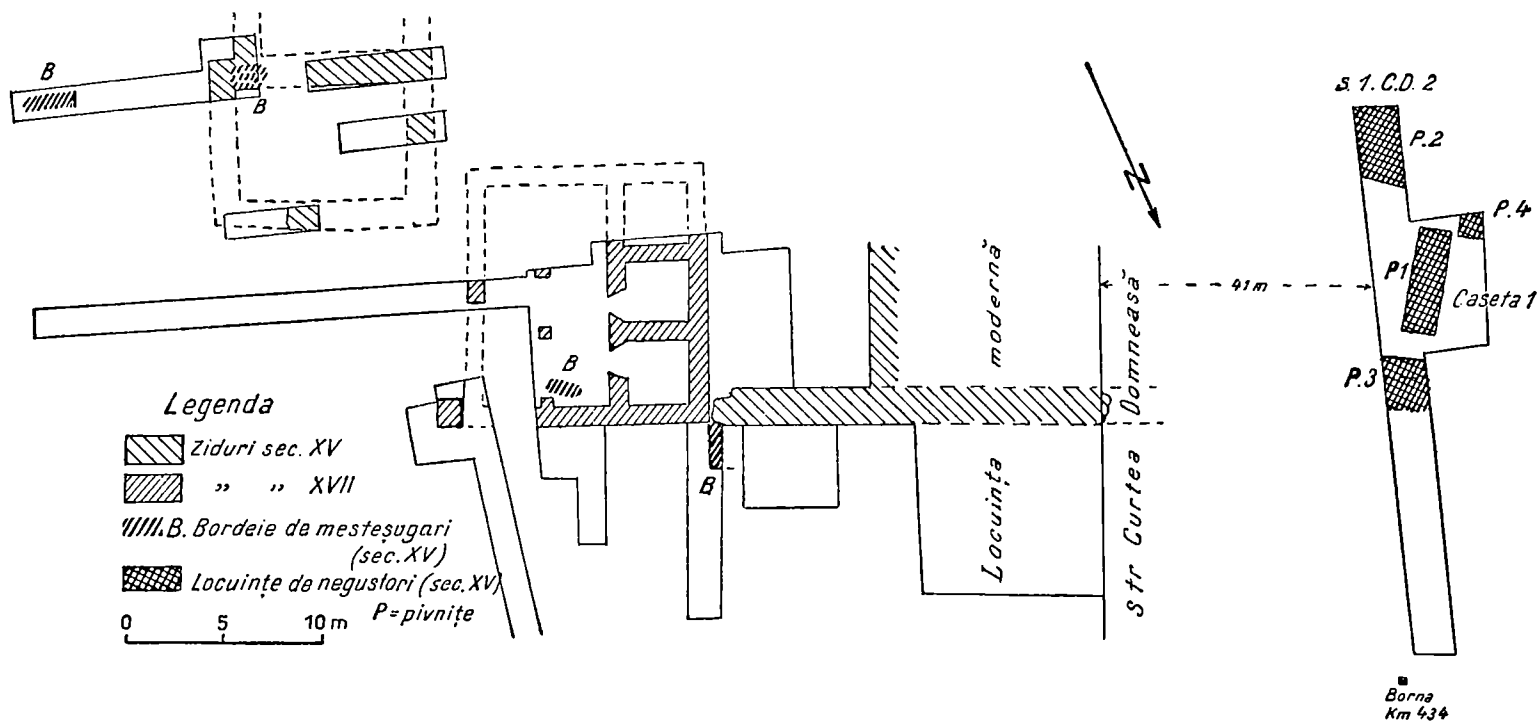 B
B
S. 1. C.D. 2
P.2
P.4
P1
Caseta 1
P.3
N
41 m
Locuința modernă
Str Curtea Domneasă
B
B
Legenda
Ziduri sec. XV
„ „ XVII
B. Bordeie de meșteșugari
(sec. XV)
Locuințe de negustori (sec. XV)
P = pivnițe
0 5 10 m
Borna
Km 434